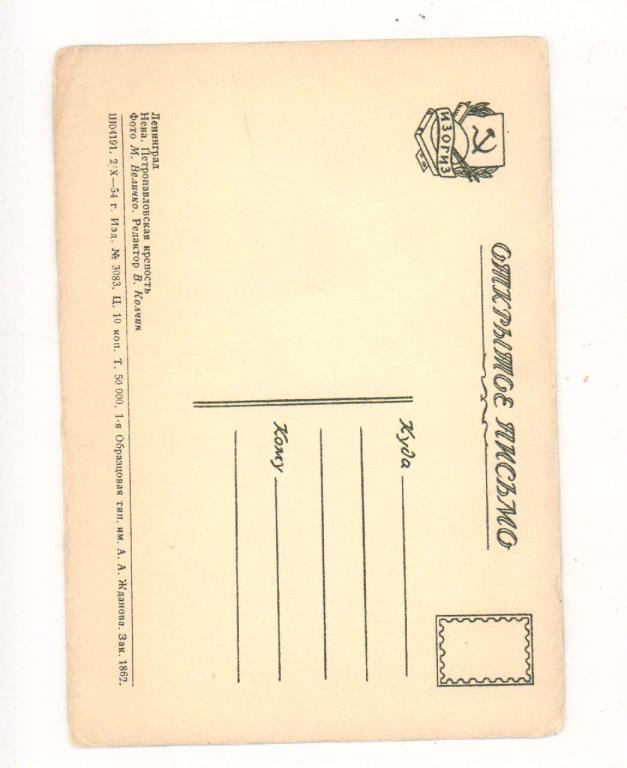 ИЗОГИЗ
ОТКРЫТОЕ ПИСЬМО
Куда
Кому
Ленинград
Нева. Петропавловская крепость
Фото М. Величко. Редактор В. Колчин
Ш04191. 2/X—54 г. Изд. № 3083. Ц. 10 коп. Т. 50 000. 1-я Образцовая тип. им. А. А. Жданова. Зак. 1862.